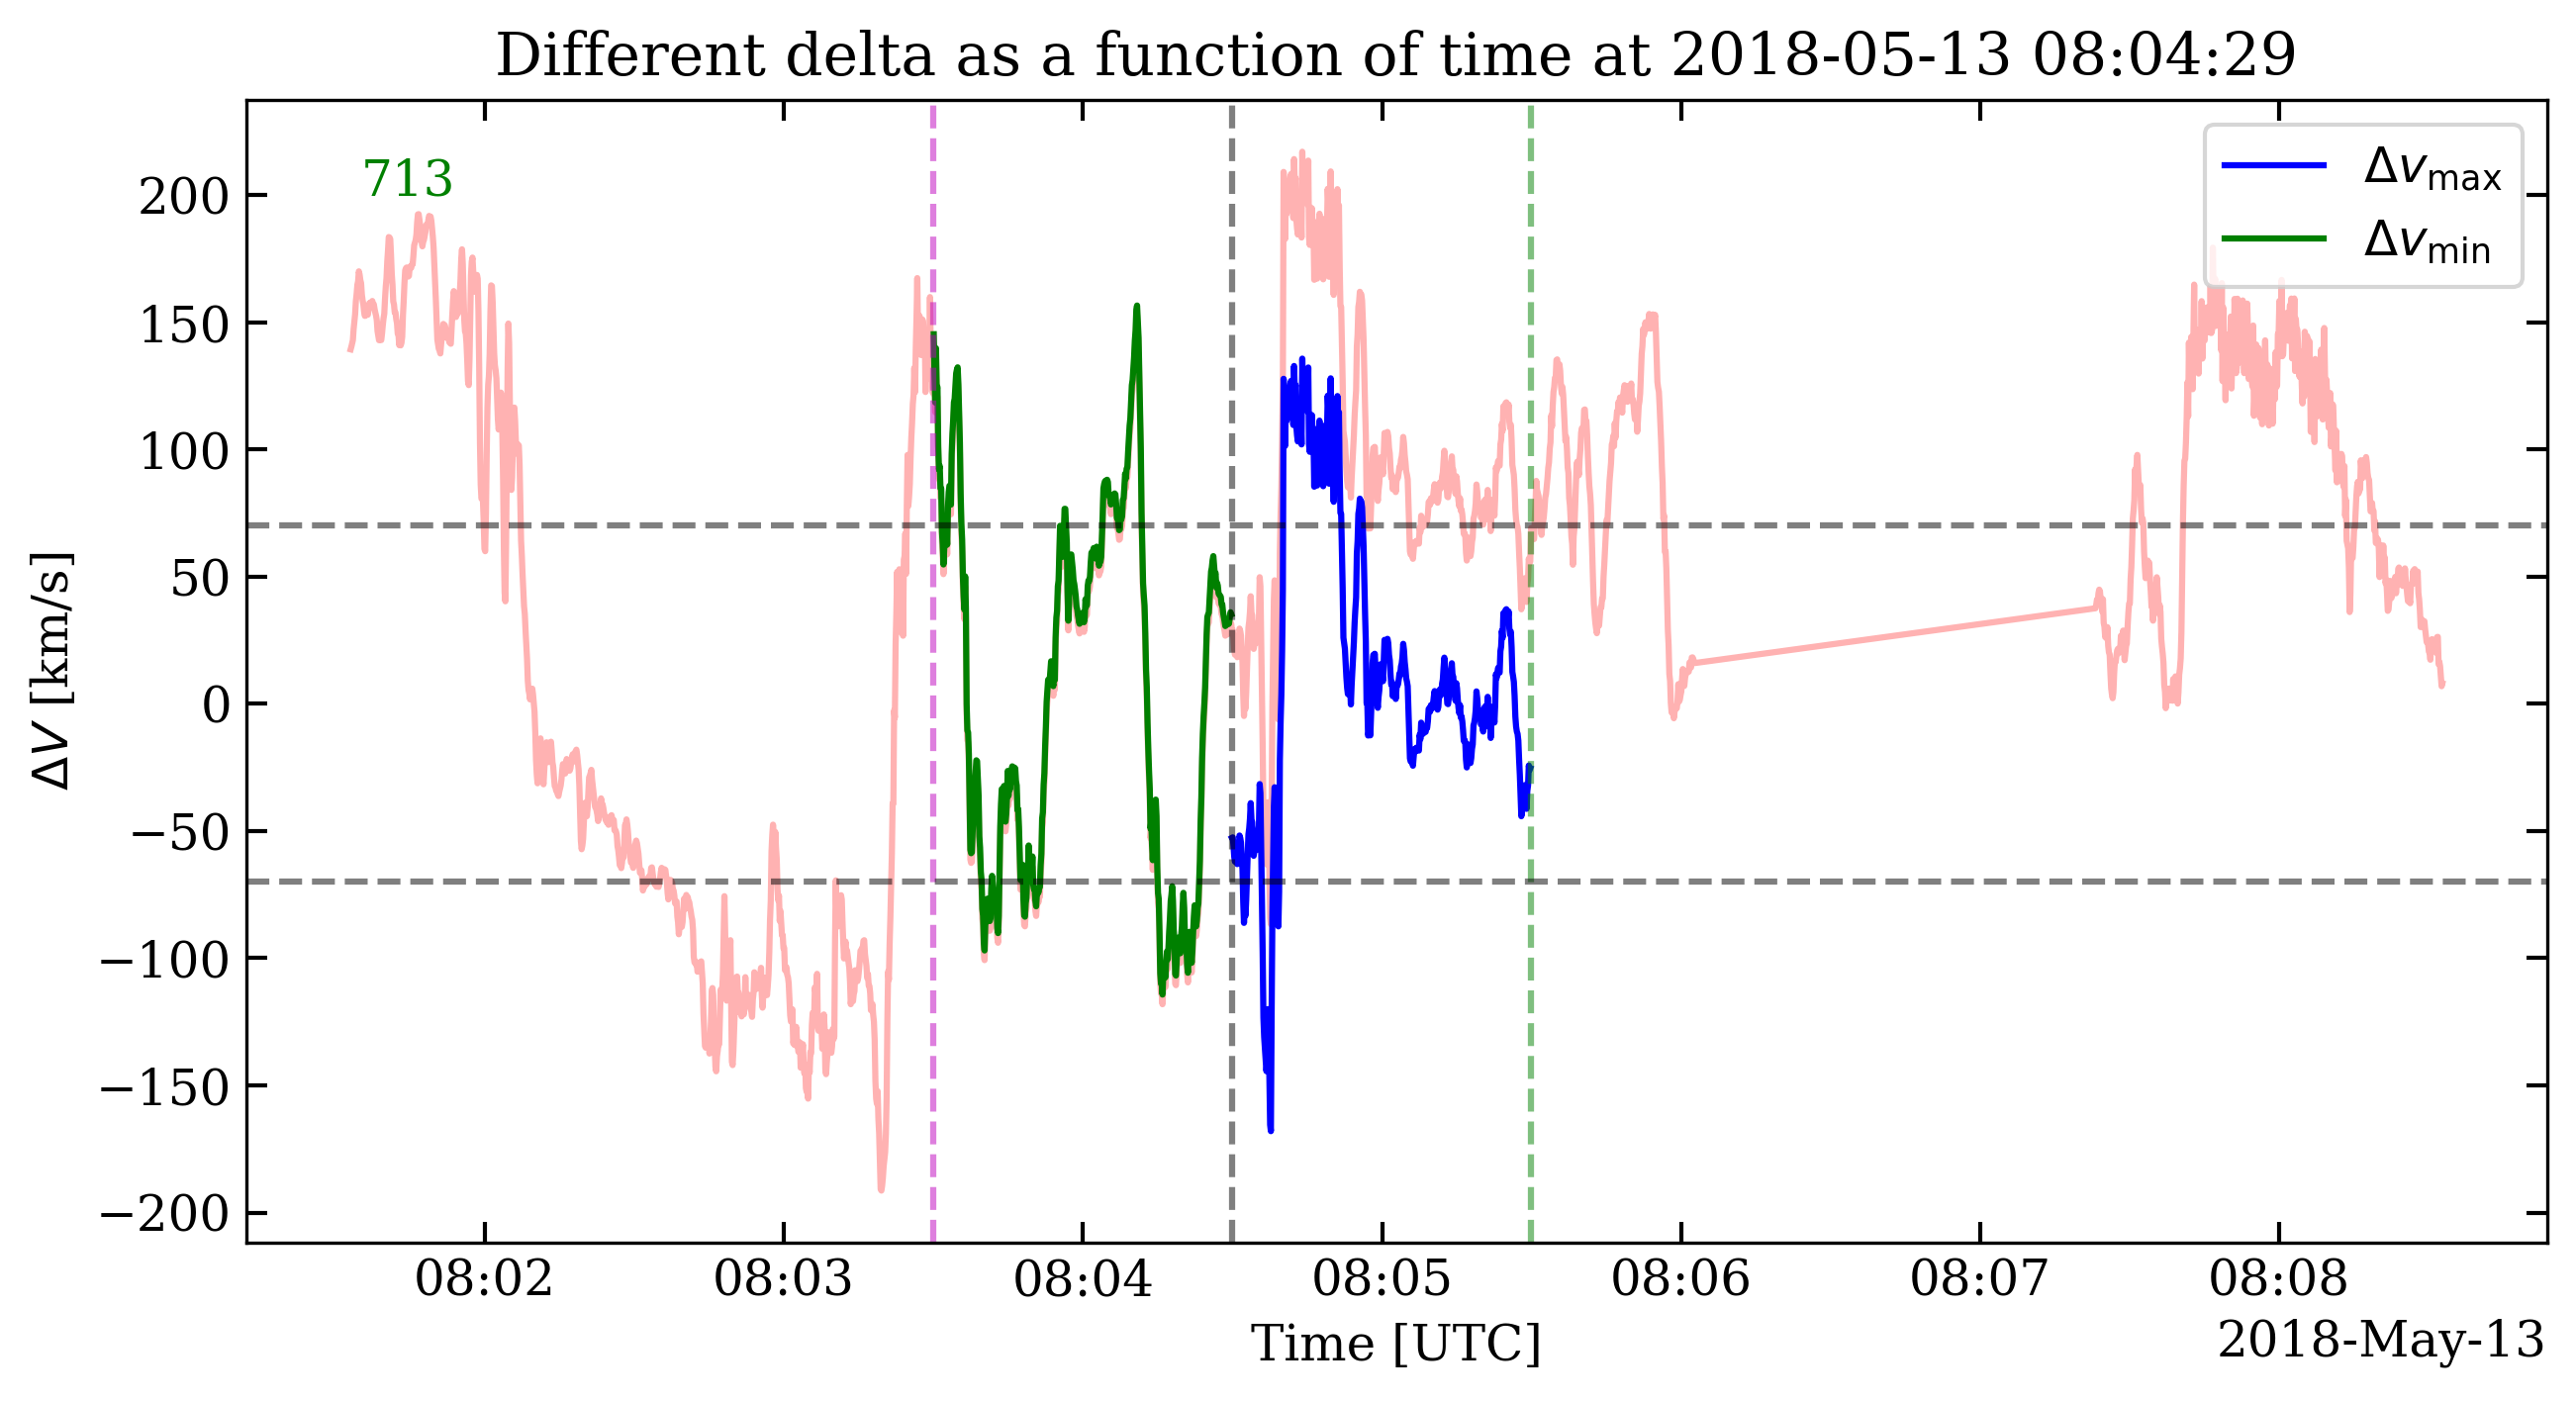 Different delta as a function of time at 2018-05-13 08:04:29
713
Δv_max
Δv_min
200
150
100
50
0
−50
−100
−150
−200
ΔV [km/s]
08:02 08:03 08:04 08:05 08:06 08:07 08:08
Time [UTC]
2018-May-13